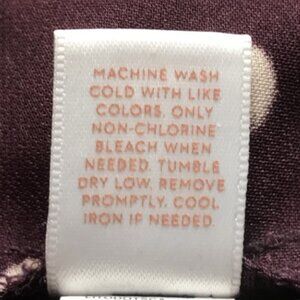 MACHINE WASH
COLD WITH LIKE
COLORS. ONLY
NON-CHLORINE
BLEACH WHEN
NEEDED. TUMBLE
DRY LOW. REMOVE
PROMPTLY. COOL
IRON IF NEEDED.